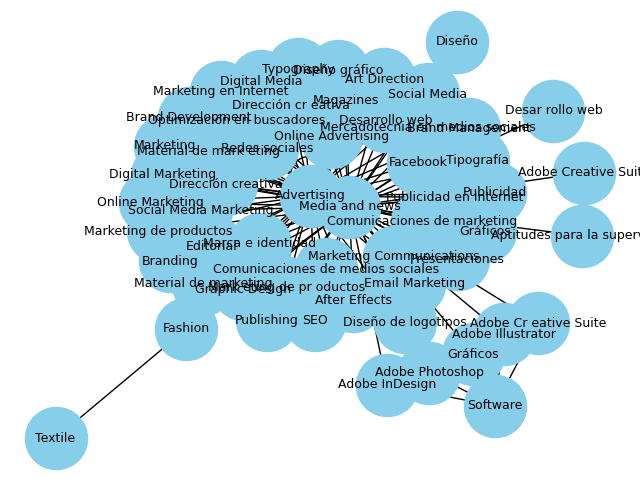 Diseño
Typography
Diseño gráfico
Digital Media
Art Direction
Marketing en Internet
Social Media
Magazines
Dirección cr eativa
Desar rollo web
Brand Development
Optimización en buscadores
Desarrollo web
Mercadotecnia en medios sociales
Brand Management
Online Advertising
Marketing
Material de mark eting
Redes sociales
Facebook
Tipografía
Digital Marketing
Adobe Creative Suit
Dirección creativa
Advertising
Publicidad
Publicidad en Internet
Online Marketing
Social Media Marketing
Media and news
Comunicaciones de marketing
Marketing de productos
Gráficos
Aptitudes para la superv
Editorial
Marca e identidad
Marketing Communications
Presentaciones
Branding
Comunicaciones de medios sociales
Material de marketing
Graphic Design
Marketing de pr oductos
Email Marketing
After Effects
Publishing
SEO
Diseño de logotipos
Adobe Cr eative Suite
Fashion
Adobe Illustrator
Gráficos
Adobe Photoshop
Adobe InDesign
Software
Textile